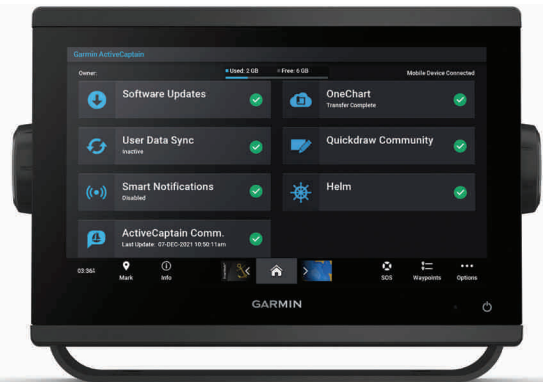 Garmin ActiveCaptain
Owner:
Used: 2 GB
Free: 6 GB
Mobile Device Connected
Software Updates
OneChart
Transfer Complete
User Data Sync
Inactive
Quickdraw Community
Smart Notifications
Disabled
Helm
ActiveCaptain Comm.
Last Update: 07-DEC-2021 10:50:11am
Mark
Info
SOS
Waypoints
Options
GARMIN